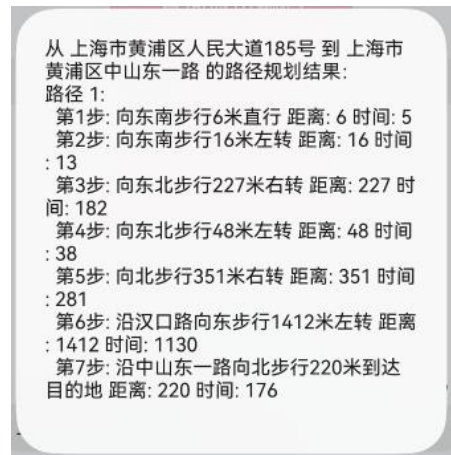 从 上海市黄浦区人民大道185号 到 上海市
黄浦区中山东一路 的路径规划结果:
路径 1:
第1步: 向东南步行6米直行 距离: 6 时间: 5
第2步: 向东南步行16米左转 距离: 16 时间
: 13
第3步: 向东北步行227米右转 距离: 227 时
间: 182
第4步: 向东北步行48米左转 距离: 48 时间
: 38
第5步: 向北步行351米右转 距离: 351 时间
: 281
第6步: 沿汉口路向东步行1412米左转 距离
: 1412 时间: 1130
第7步: 沿中山东一路向北步行220米到达
目的地 距离: 220 时间: 176